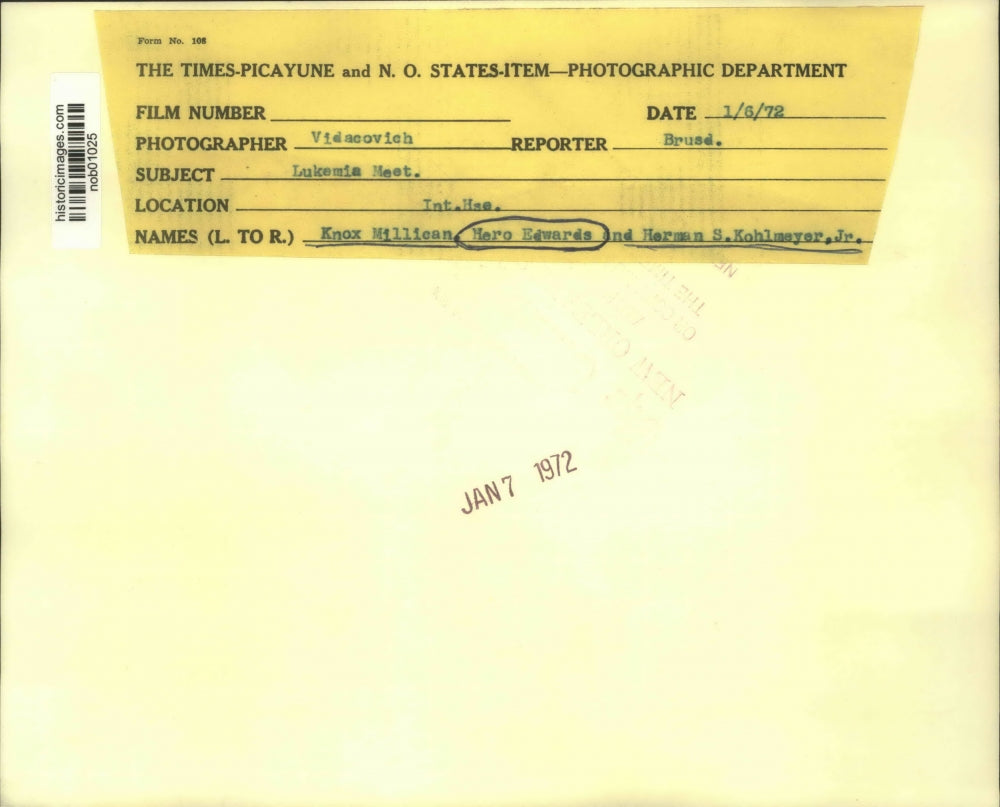 Form No. 108
THE TIMES-PICAYUNE and N. O. STATES-ITEM—PHOTOGRAPHIC DEPARTMENT
FILM NUMBER
DATE 1/6/72
PHOTOGRAPHER Vidacovich REPORTER Brusd.
SUBJECT Lukemia Meet.
LOCATION Int.Hse.
NAMES (L. TO R.) Knox Millican, Hero Edwards and Herman S.Kohlmeyer,Jr.
historicimages.com
nob01025
NEW
JAN 7 1972